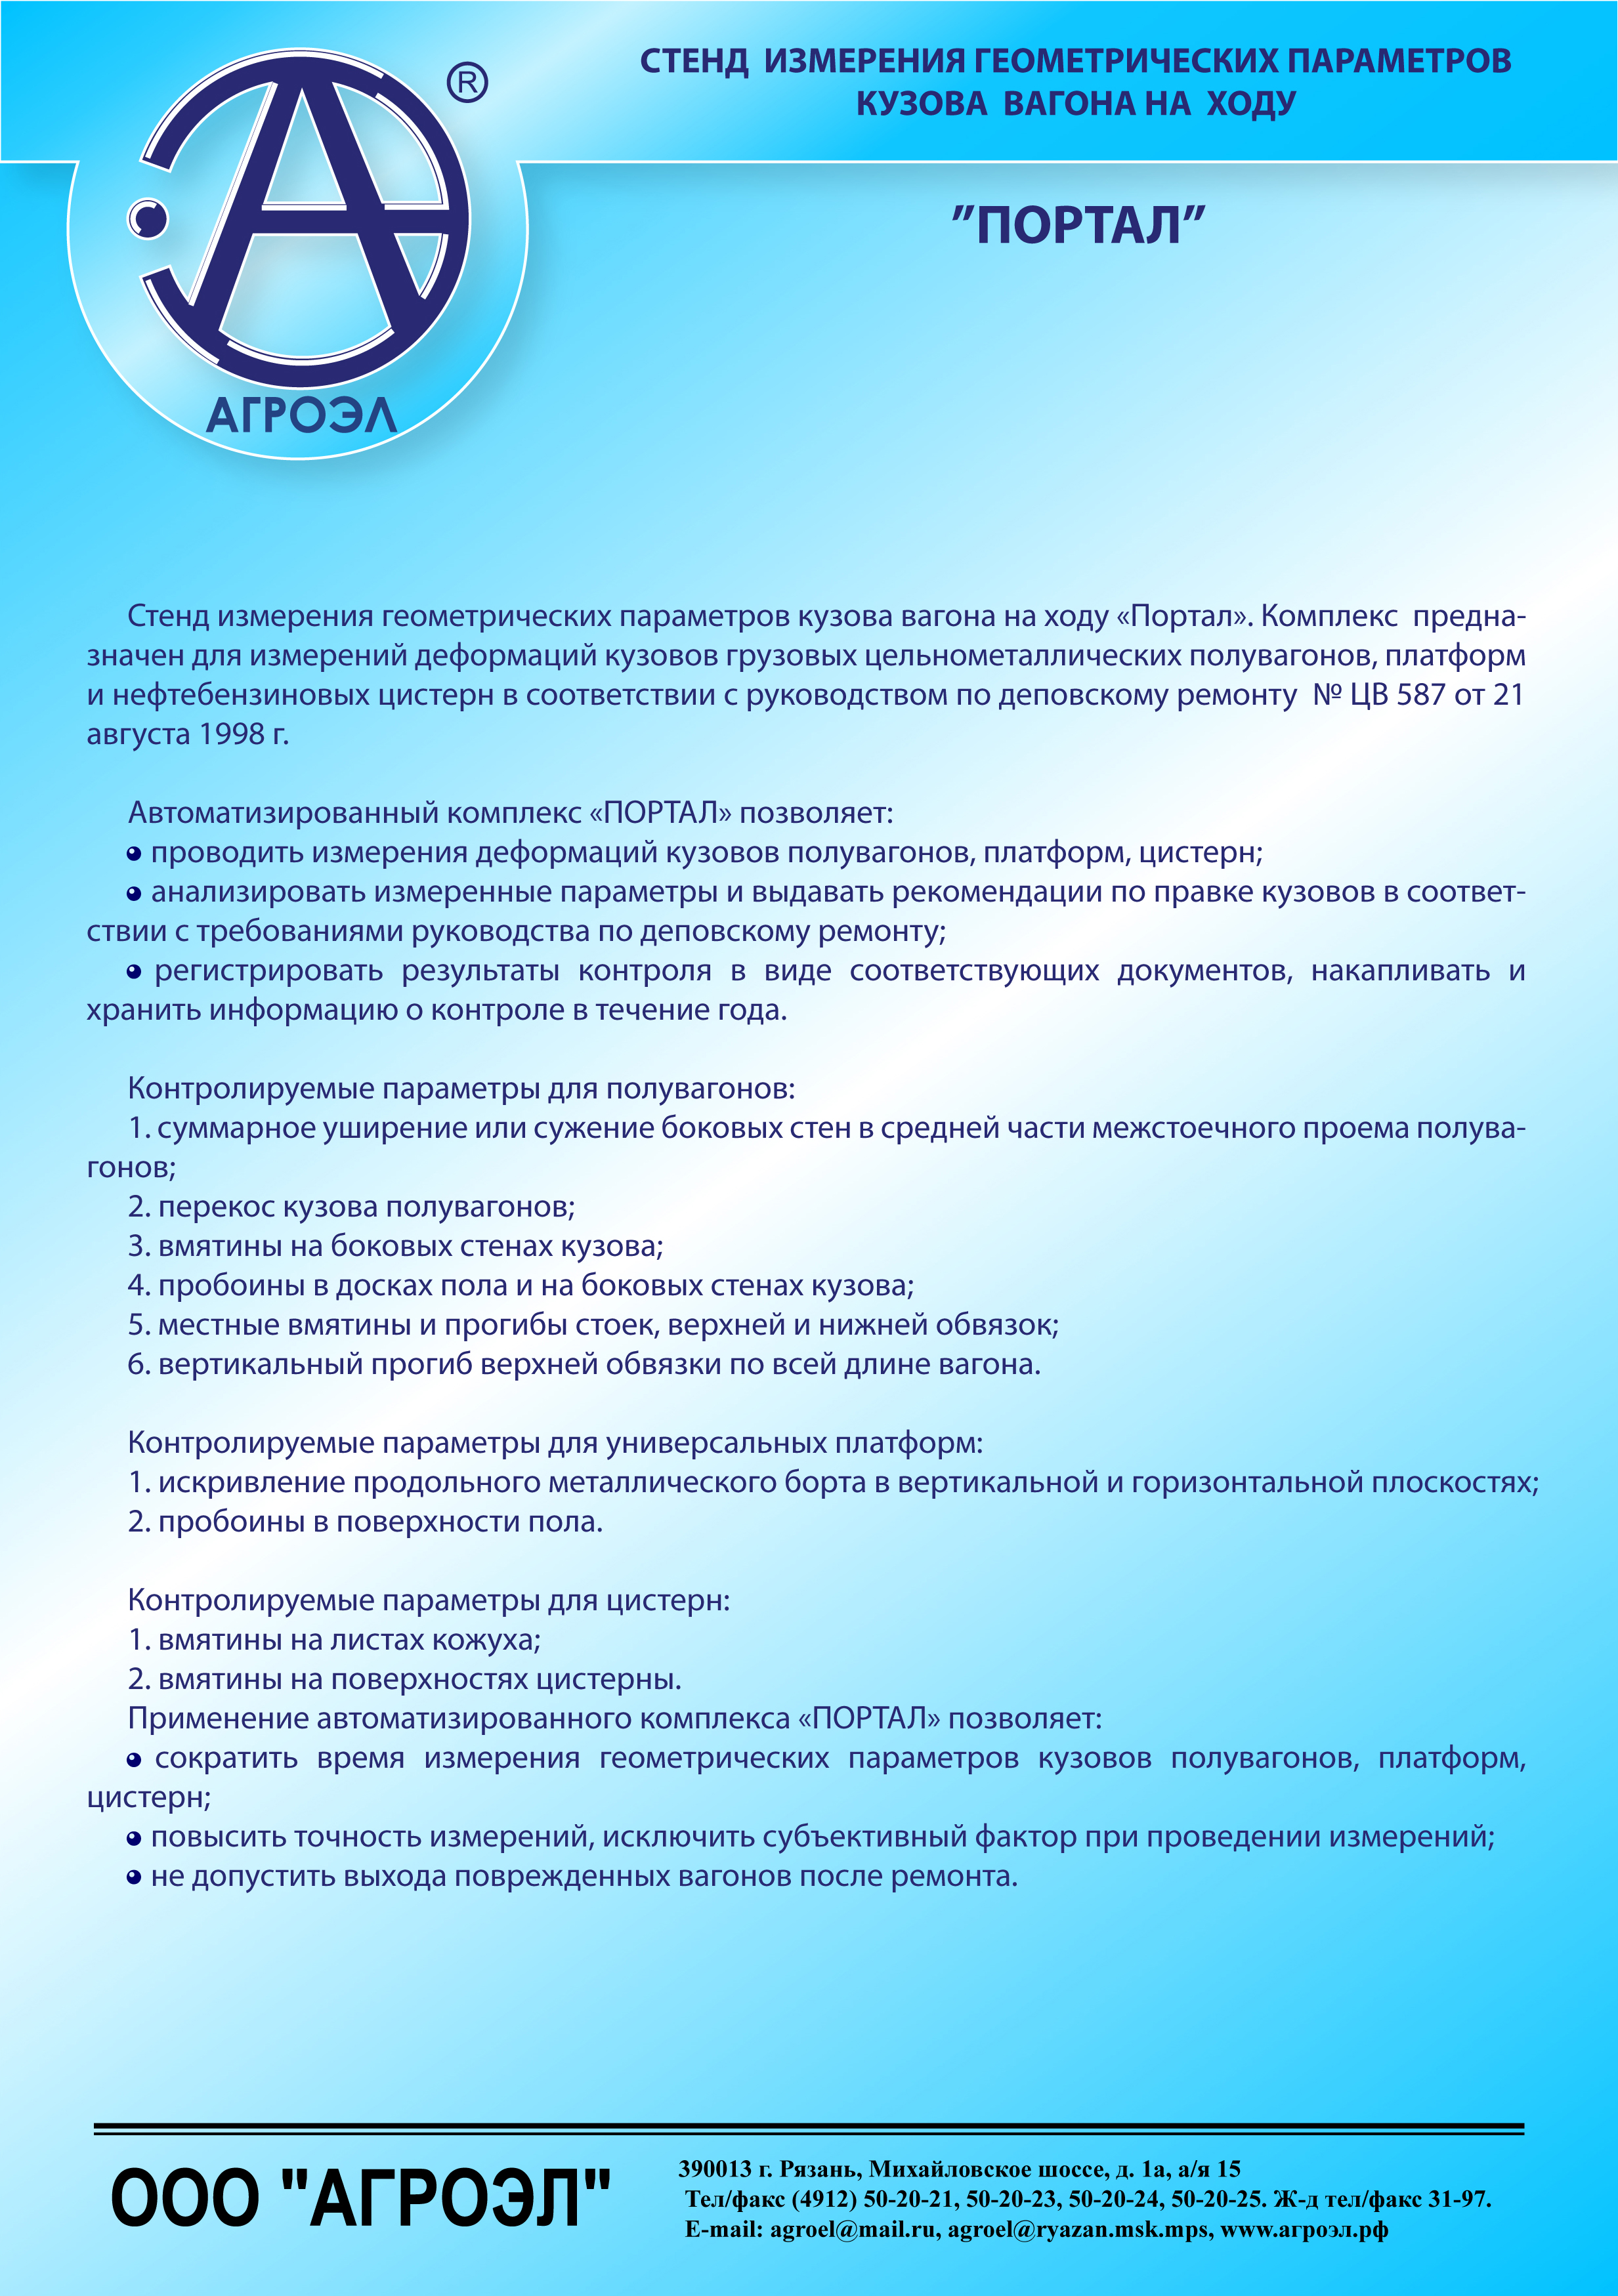 ®
СТЕНД ИЗМЕРЕНИЯ ГЕОМЕТРИЧЕСКИХ ПАРАМЕТРОВ
КУЗОВА ВАГОНА НА ХОДУ
”ПОРТАЛ”
АГРОЭЛ
Стенд измерения геометрических параметров кузова вагона на ходу «Портал». Комплекс предна-
значен для измерений деформаций кузовов грузовых цельнометаллических полувагонов, платформ
и нефтебензиновых цистерн в соответствии с руководством по деповскому ремонту № ЦВ 587 от 21
августа 1998 г.
Автоматизированный комплекс «ПОРТАЛ» позволяет:
● проводить измерения деформаций кузовов полувагонов, платформ, цистерн;
● анализировать измеренные параметры и выдавать рекомендации по правке кузовов в соответ-
ствии с требованиями руководства по деповскому ремонту;
● регистрировать результаты контроля в виде соответствующих документов, накапливать и
хранить информацию о контроле в течение года.
Контролируемые параметры для полувагонов:
1. суммарное уширение или сужение боковых стен в средней части межстоечного проема полува-
гонов;
2. перекос кузова полувагонов;
3. вмятины на боковых стенах кузова;
4. пробоины в досках пола и на боковых стенах кузова;
5. местные вмятины и прогибы стоек, верхней и нижней обвязок;
6. вертикальный прогиб верхней обвязки по всей длине вагона.
Контролируемые параметры для универсальных платформ:
1. искривление продольного металлического борта в вертикальной и горизонтальной плоскостях;
2. пробоины в поверхности пола.
Контролируемые параметры для цистерн:
1. вмятины на листах кожуха;
2. вмятины на поверхностях цистерны.
Применение автоматизированного комплекса «ПОРТАЛ» позволяет:
● сократить время измерения геометрических параметров кузовов полувагонов, платформ,
цистерн;
● повысить точность измерений, исключить субъективный фактор при проведении измерений;
● не допустить выхода поврежденных вагонов после ремонта.
ООО "АГРОЭЛ"
390013 г. Рязань, Михайловское шоссе, д. 1а, а/я 15
Тел/факс (4912) 50-20-21, 50-20-23, 50-20-24, 50-20-25. Ж-д тел/факс 31-97.
E-mail: agroel@mail.ru, agroel@ryazan.msk.mps, www.агроэл.рф